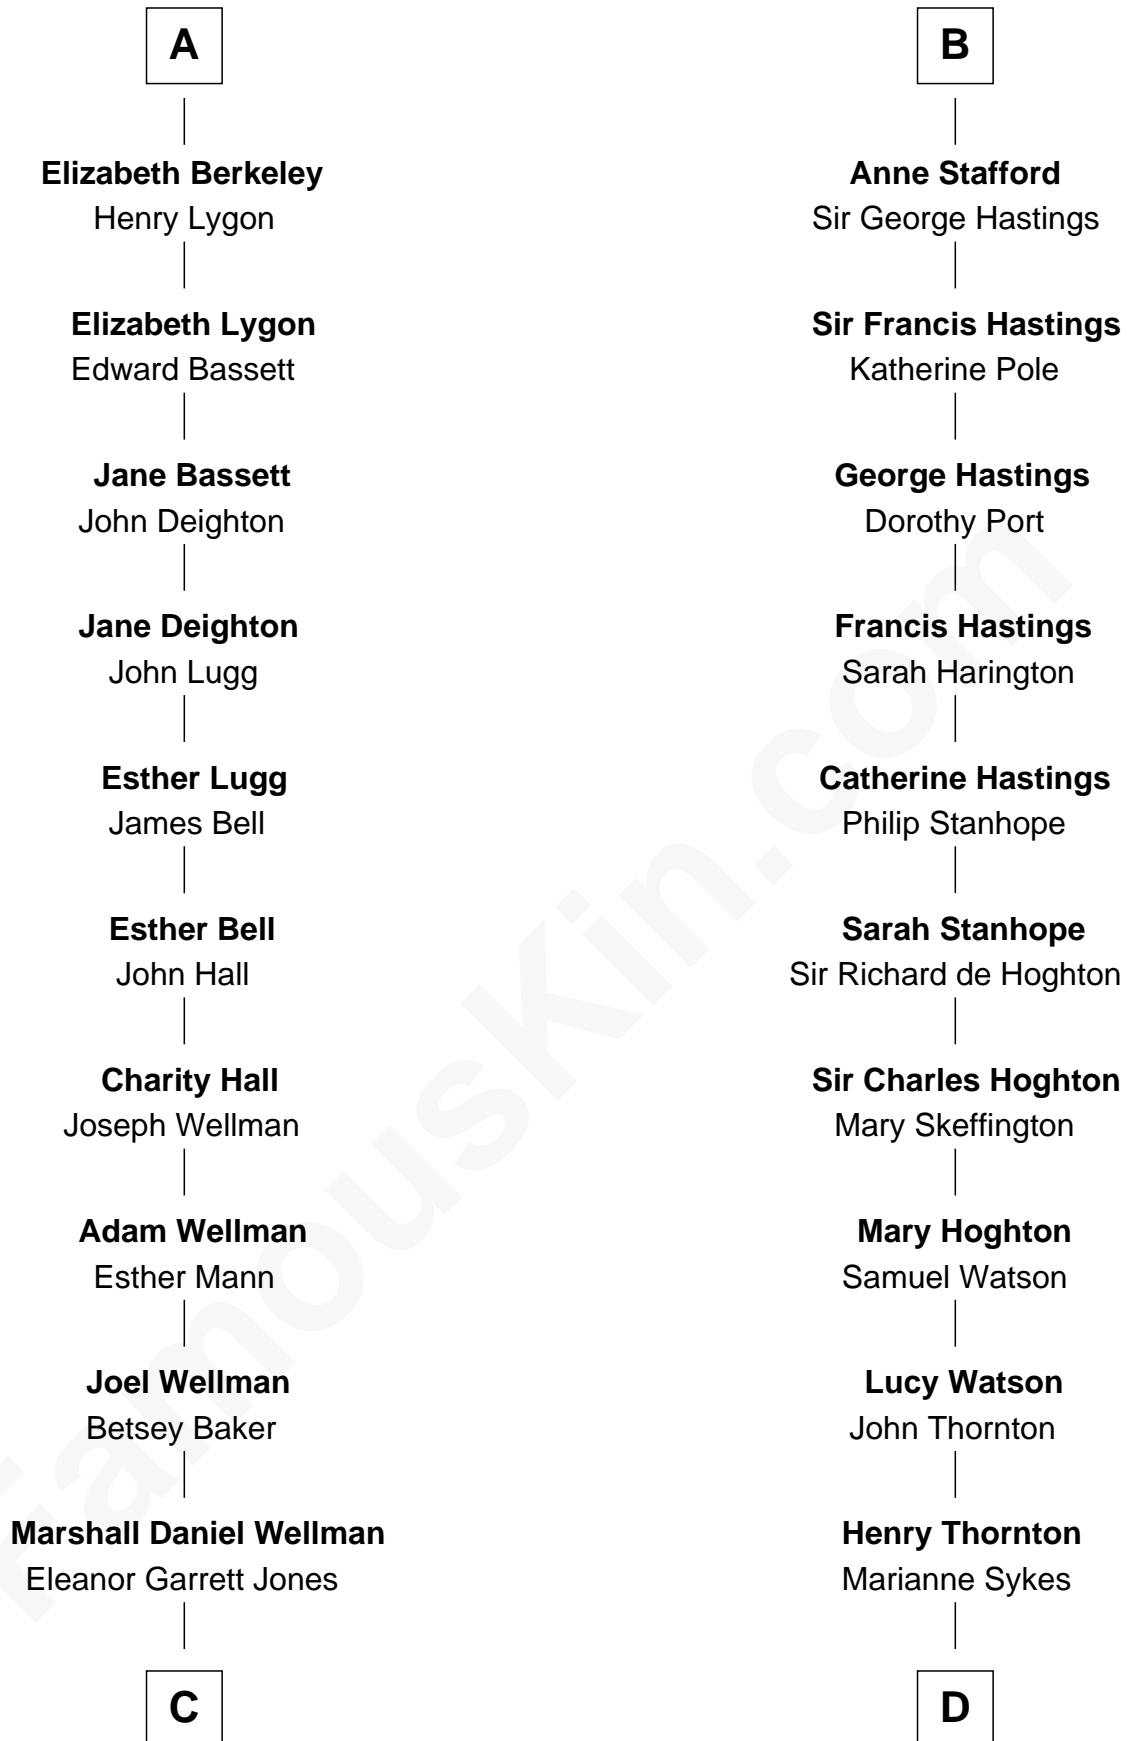 A
Elizabeth Berkeley
Henry Lygon
Elizabeth Lygon
Edward Bassett
Jane Bassett
John Deighton
Jane Deighton
John Lugg
Esther Lugg
James Bell
Esther Bell
John Hall
Charity Hall
Joseph Wellman
Adam Wellman
Esther Mann
Joel Wellman
Betsey Baker
Marshall Daniel Wellman
Eleanor Garrett Jones
C
B
Anne Stafford
Sir George Hastings
Sir Francis Hastings
Katherine Pole
George Hastings
Dorothy Port
Francis Hastings
Sarah Harington
Catherine Hastings
Philip Stanhope
Sarah Stanhope
Sir Richard de Hoghton
Sir Charles Hoghton
Mary Skeffington
Mary Hoghton
Samuel Watson
Lucy Watson
John Thornton
Henry Thornton
Marianne Sykes
D
FamousKin.com